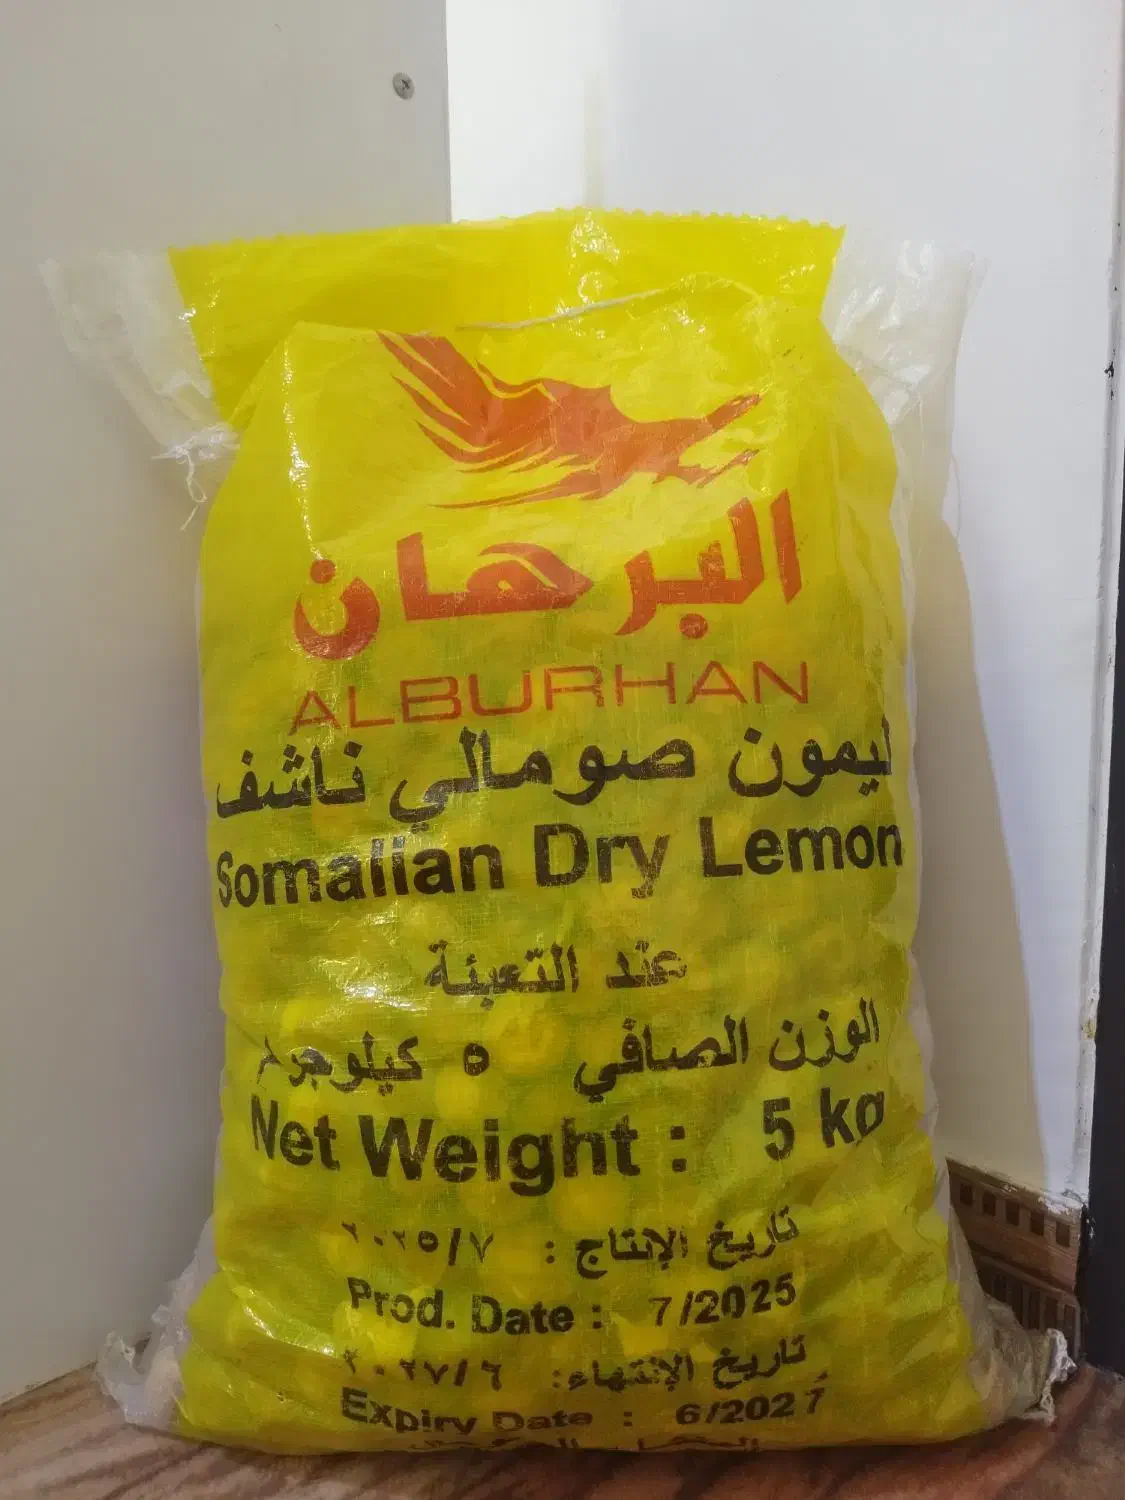 البرهان
ALBURHAN
ليمون صومالي ناشف
Somalian Dry Lemon
عند التعبئة
الوزن الصافي ٥ كيلوجرام
Net Weight : 5 kg
تاريخ الإنتاج : ٢٠٢٥/٧
Prod. Date : 7/2025
تاريخ الإنتهاء: ٢٠٢٧/٦
Expiry Date : 6/2027